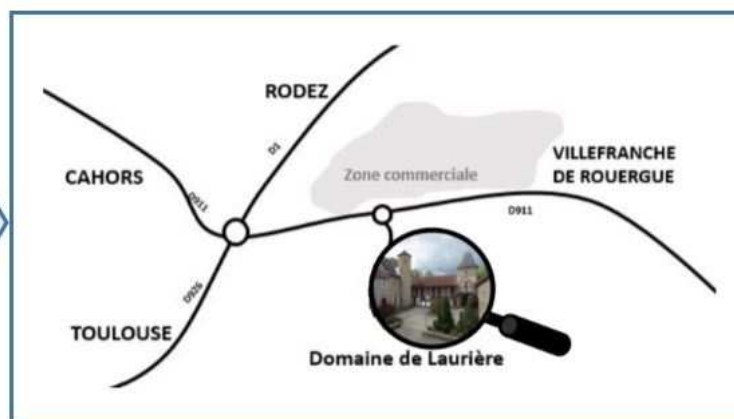 RODEZ
D1
CAHORS
D911
Zone commerciale
VILLEFRANCHE
DE ROUERGUE
D911
D926
TOULOUSE
Domaine de Laurière